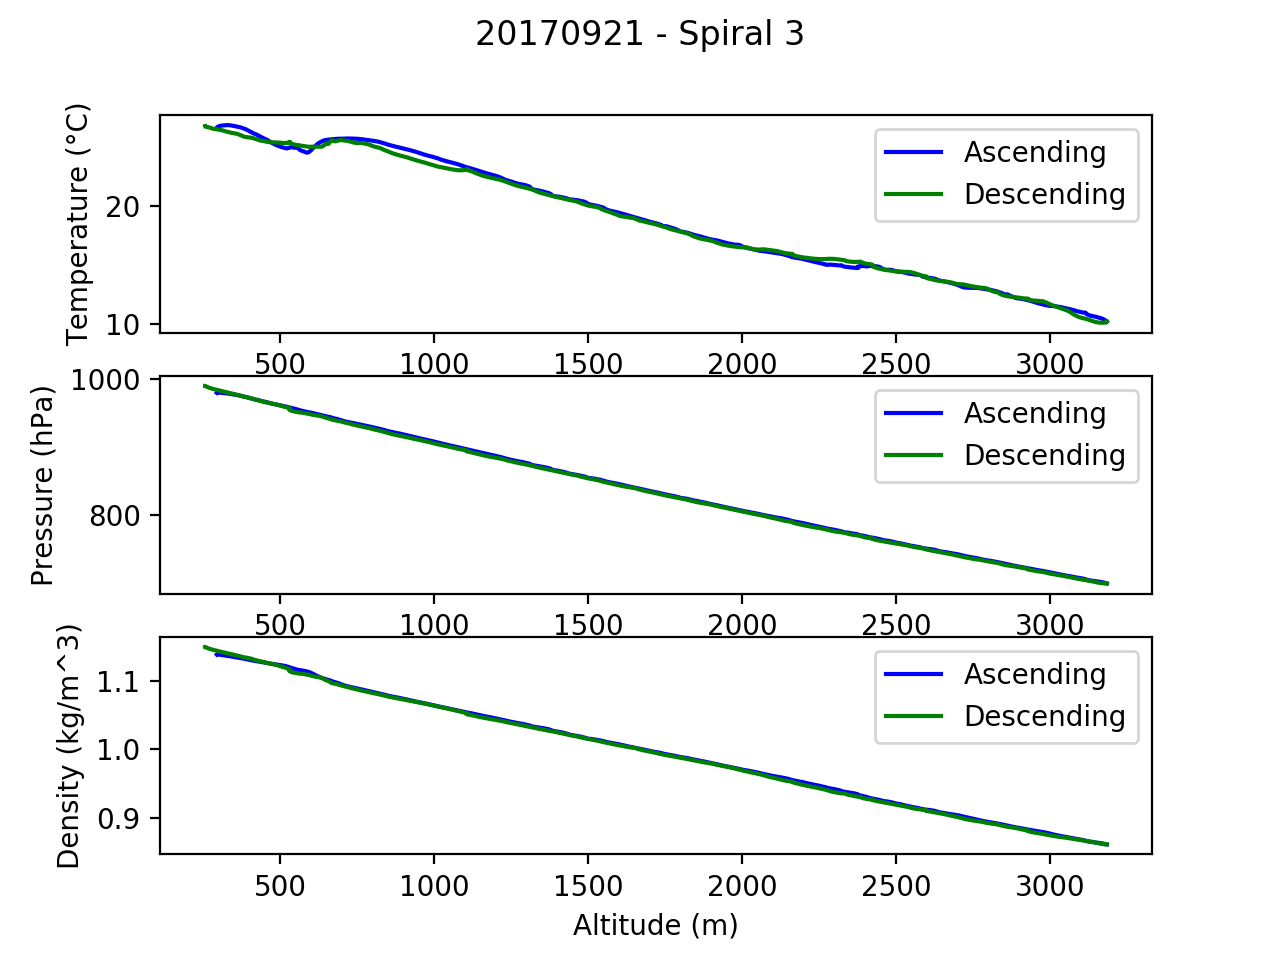 20170921 - Spiral 3
Temperature (°C)
20
10
Ascending
Descending
500 1000 1500 2000 2500 3000
Pressure (hPa)
1000
800
Ascending
Descending
500 1000 1500 2000 2500 3000
Density (kg/m^3)
1.1
1.0
0.9
Ascending
Descending
500 1000 1500 2000 2500 3000
Altitude (m)